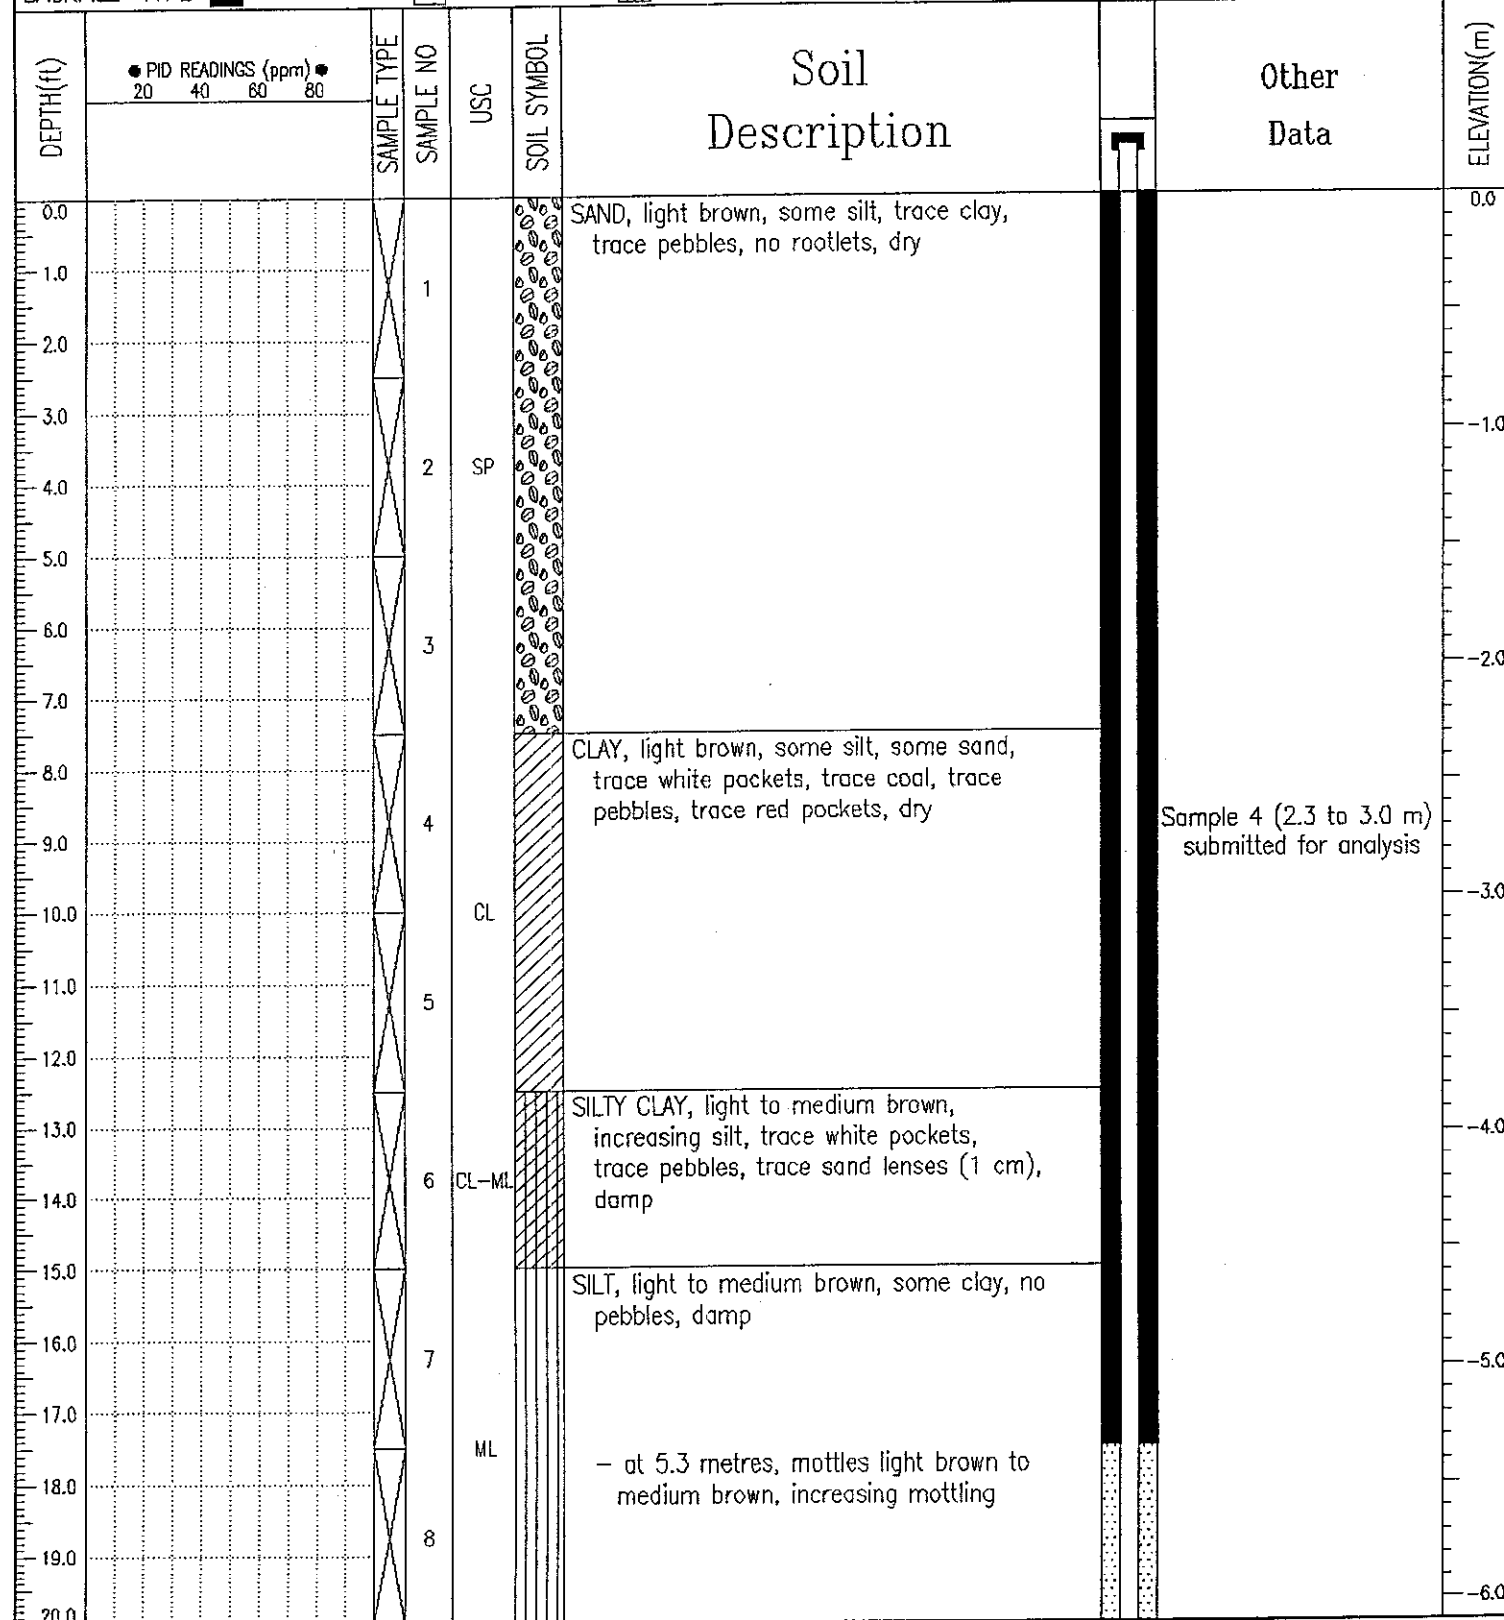 DEPTH(ft)
● PID READINGS (ppm) ●
20 40 60 80
SAMPLE TYPE
SAMPLE NO
USC
SOIL SYMBOL
Soil
Description
Other
Data
ELEVATION(m)
0.0
1.0
2.0
3.0
4.0
5.0
6.0
7.0
8.0
9.0
10.0
11.0
12.0
13.0
14.0
15.0
16.0
17.0
18.0
19.0
20.0
1
2
3
4
5
6
7
8
SP
CL
CL-ML
ML
SAND, light brown, some silt, trace clay,
trace pebbles, no rootlets, dry
CLAY, light brown, some silt, some sand,
trace white pockets, trace coal, trace
pebbles, trace red pockets, dry
SILTY CLAY, light to medium brown,
increasing silt, trace white pockets,
trace pebbles, trace sand lenses (1 cm),
damp
SILT, light to medium brown, some clay, no
pebbles, damp
- at 5.3 metres, mottles light brown to
medium brown, increasing mottling
Sample 4 (2.3 to 3.0 m)
submitted for analysis
0.0
-1.0
-2.0
-3.0
-4.0
-5.0
-6.0